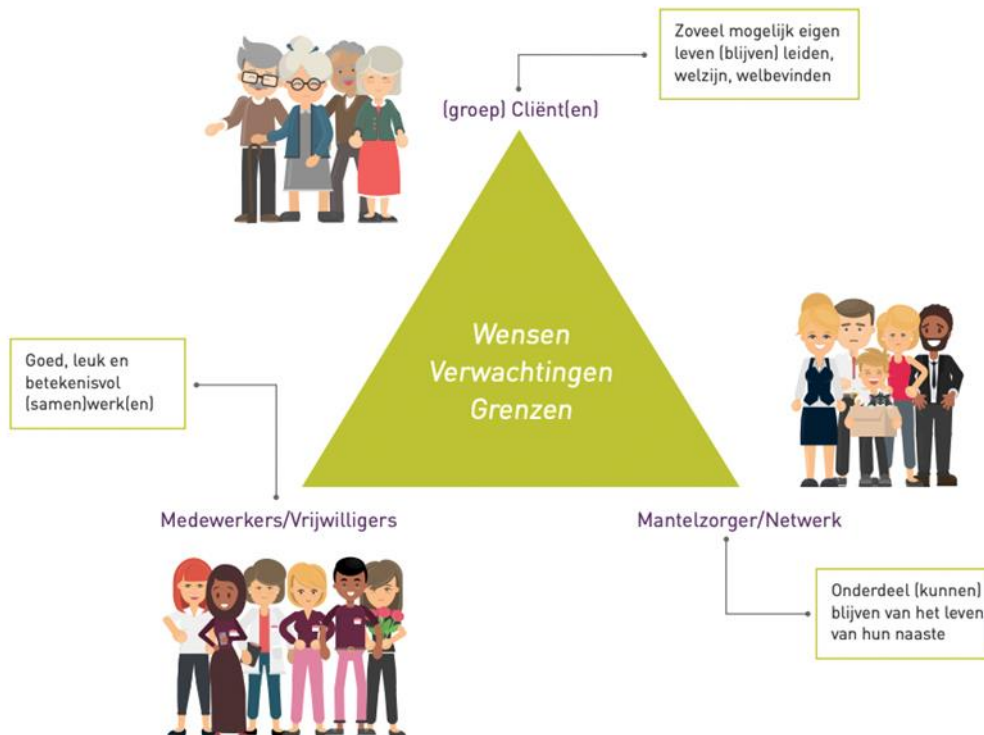 Zoveel mogelijk eigen
leven (blijven) leiden,
welzijn, welbevinden
(groep) Cliënt(en)
Wensen
Verwachtingen
Grenzen
Goed, leuk en
betekenisvol
(samen)werk(en)
Medewerkers/Vrijwilligers
Mantelzorger/Netwerk
Onderdeel (kunnen)
blijven van het leven
van hun naaste